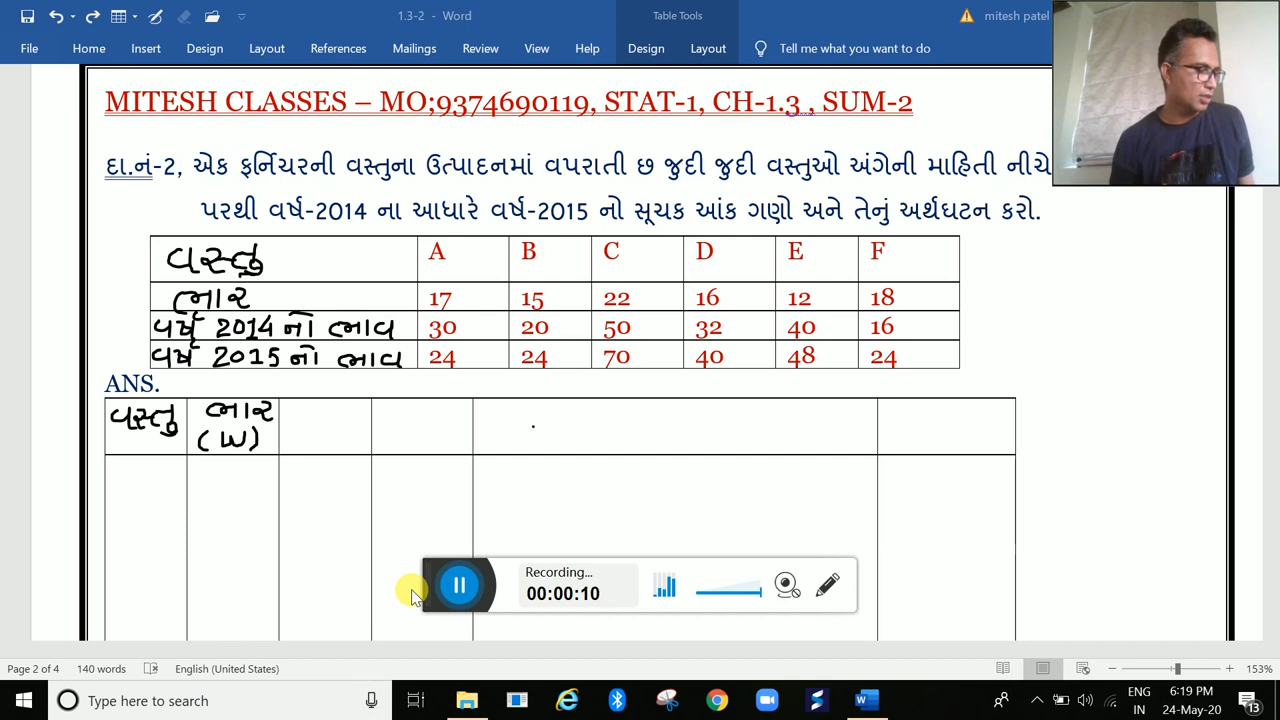 1.3-2 - Word
Table Tools
mitesh patel
File Home Insert Design Layout References Mailings Review View Help Design Layout Tell me what you want to do
MITESH CLASSES – MO;9374690119, STAT-1, CH-1.3 , SUM-2
દા.નં-2, એક ફર્નિચરની વસ્તુના ઉત્પાદનમાં વપરાતી છ જુદી જુદી વસ્તુઓ અંગેની માહિતી નીચે
પરથી વર્ષ-2014 ના આધારે વર્ષ-2015 નો સૂચક આંક ગણો અને તેનું અર્થઘટન કરો.
વસ્તુ A B C D E F
ભાર 17 15 22 16 12 18
વર્ષ 2014 નો ભાવ 30 20 50 32 40 16
વર્ષ 2015 નો ભાવ 24 24 70 40 48 24
ANS.
વસ્તુ ભાર
(W)
Recording...
00:00:10
Page 2 of 4 140 words English (United States) 153%
Type here to search
ENG 6:19 PM
IN 24-May-20 13